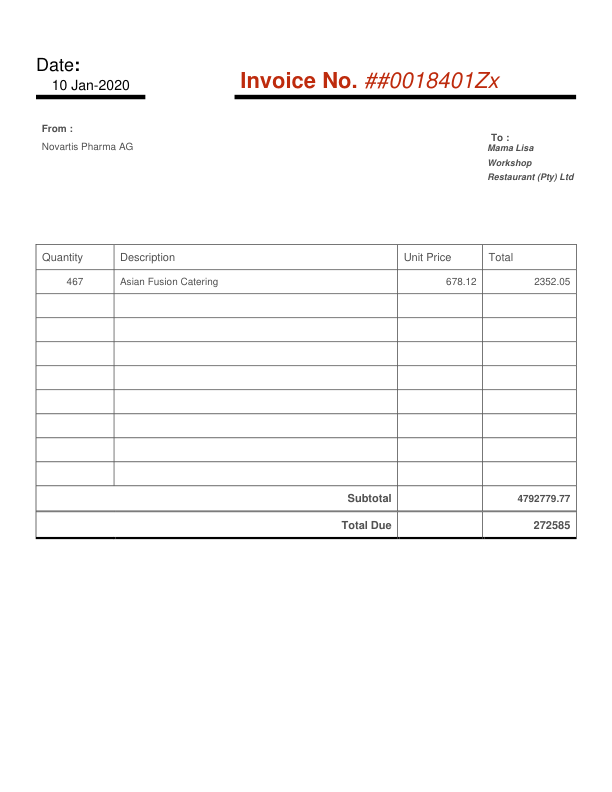 Date:
10 Jan-2020
Invoice No. ##0018401Zx
From :
Novartis Pharma AG
To :
Mama Lisa
Workshop
Restaurant (Pty) Ltd
Quantity Description Unit Price Total
467 Asian Fusion Catering 678.12 2352.05
Subtotal 4792779.77
Total Due 272585